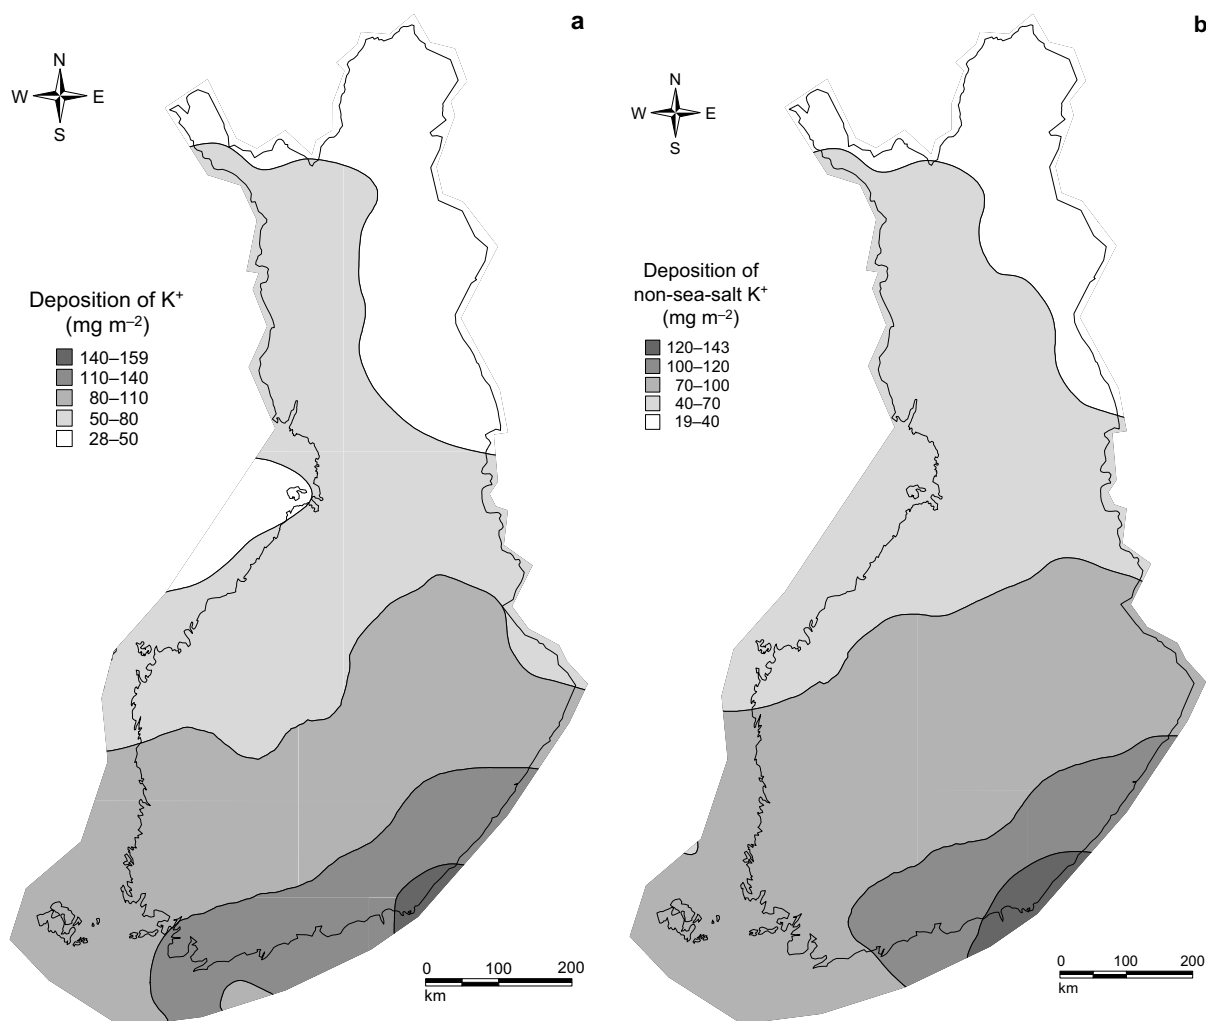 a
N
W E
S
Deposition of K⁺
(mg m⁻²)
140–159
110–140
80–110
50–80
28–50
0 100 200
km
b
N
W E
S
Deposition of
non-sea-salt K⁺
(mg m⁻²)
120–143
100–120
70–100
40–70
19–40
0 100 200
km